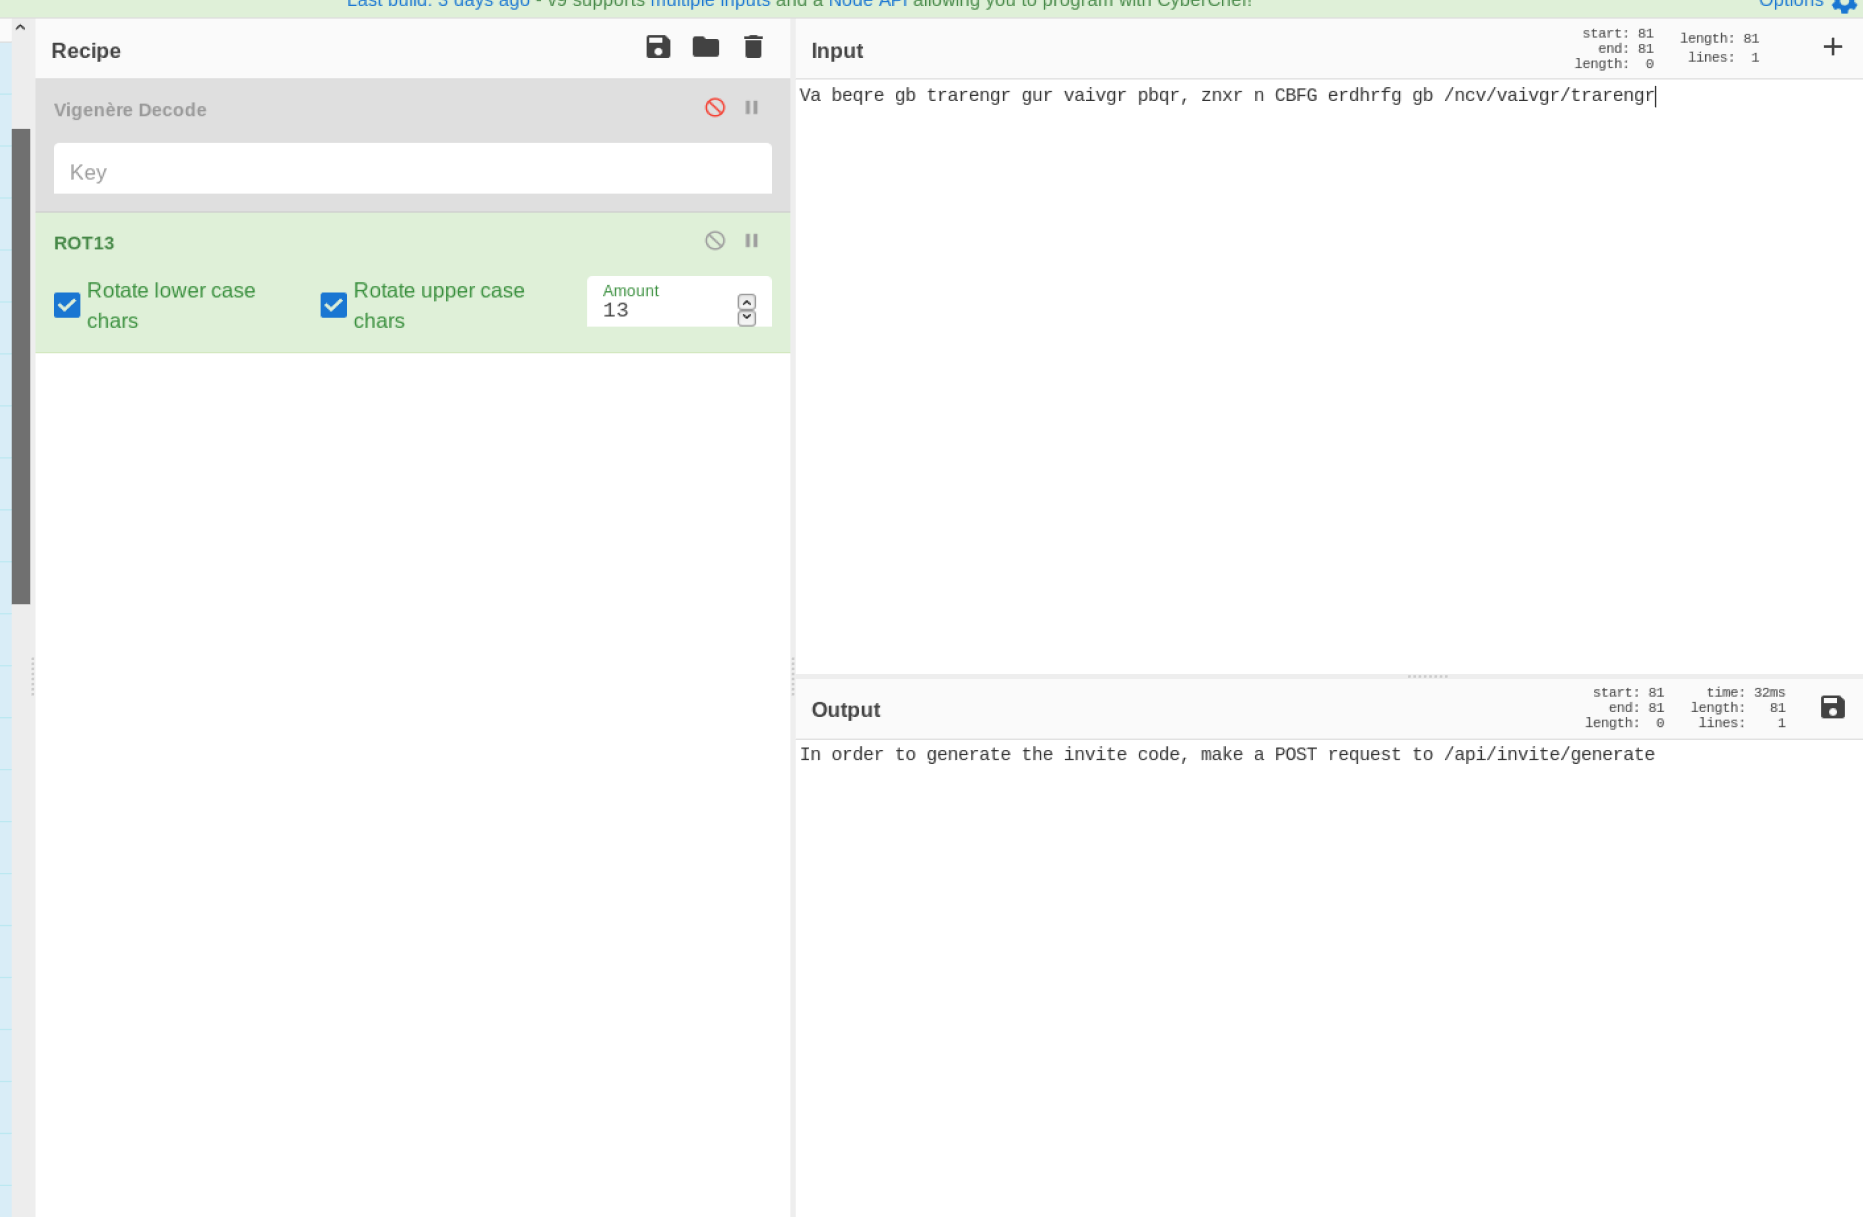 Last build: 3 days ago - v9 supports multiple inputs and a Node API allowing you to program with CyberChef!
Options
Recipe
Vigenère Decode
Key
ROT13
Rotate lower case
chars
Rotate upper case
chars
Amount
13
Input
start: 81
end: 81
length: 0
length: 81
lines: 1
Va beqre gb trarengr gur vaivgr pbqr, znxr n CBFG erdhrfg gb /ncv/vaivgr/trarengr
Output
start: 81
end: 81
length: 0
time: 32ms
length: 81
lines: 1
In order to generate the invite code, make a POST request to /api/invite/generate